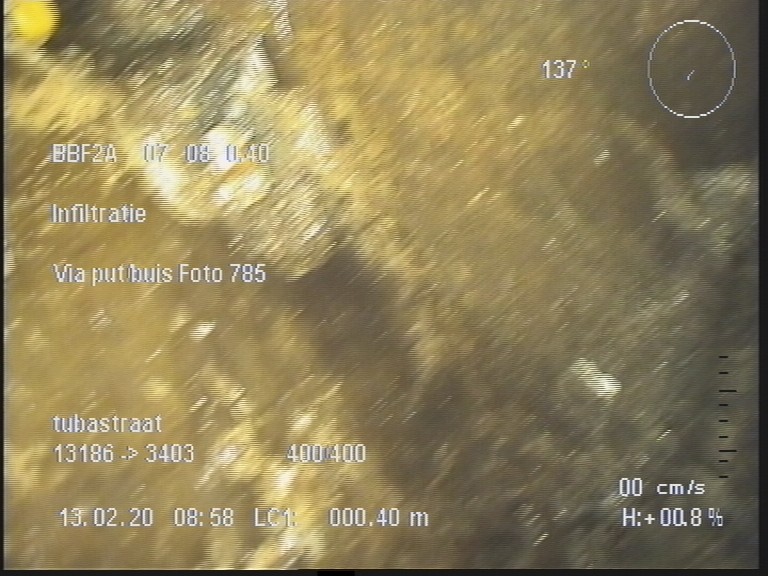 137°
BBF2A 07 08 0.40
Infiltratie
Via put/buis Foto 785
tubastraat
13186 -> 3403 400/400
00 cm/s
13.02.20 08:58 LC1: 000.40 m H:+00.8 %